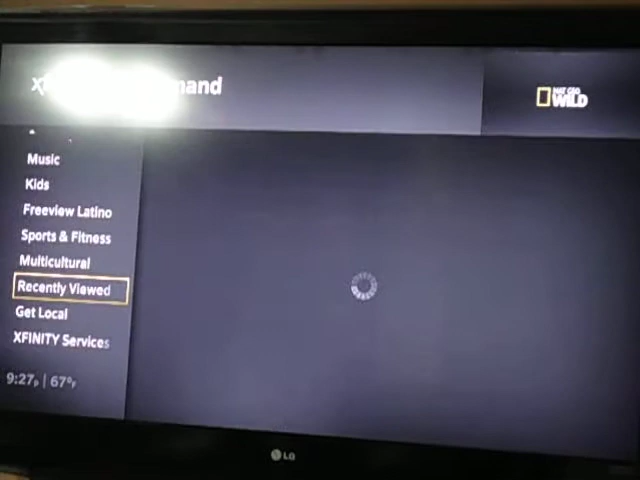 mand
NAT GEO
WILD
Music
Kids
Freeview Latino
Sports & Fitness
Multicultural
Recently Viewed
Get Local
XFINITY Services
9:27p | 67°F
LG